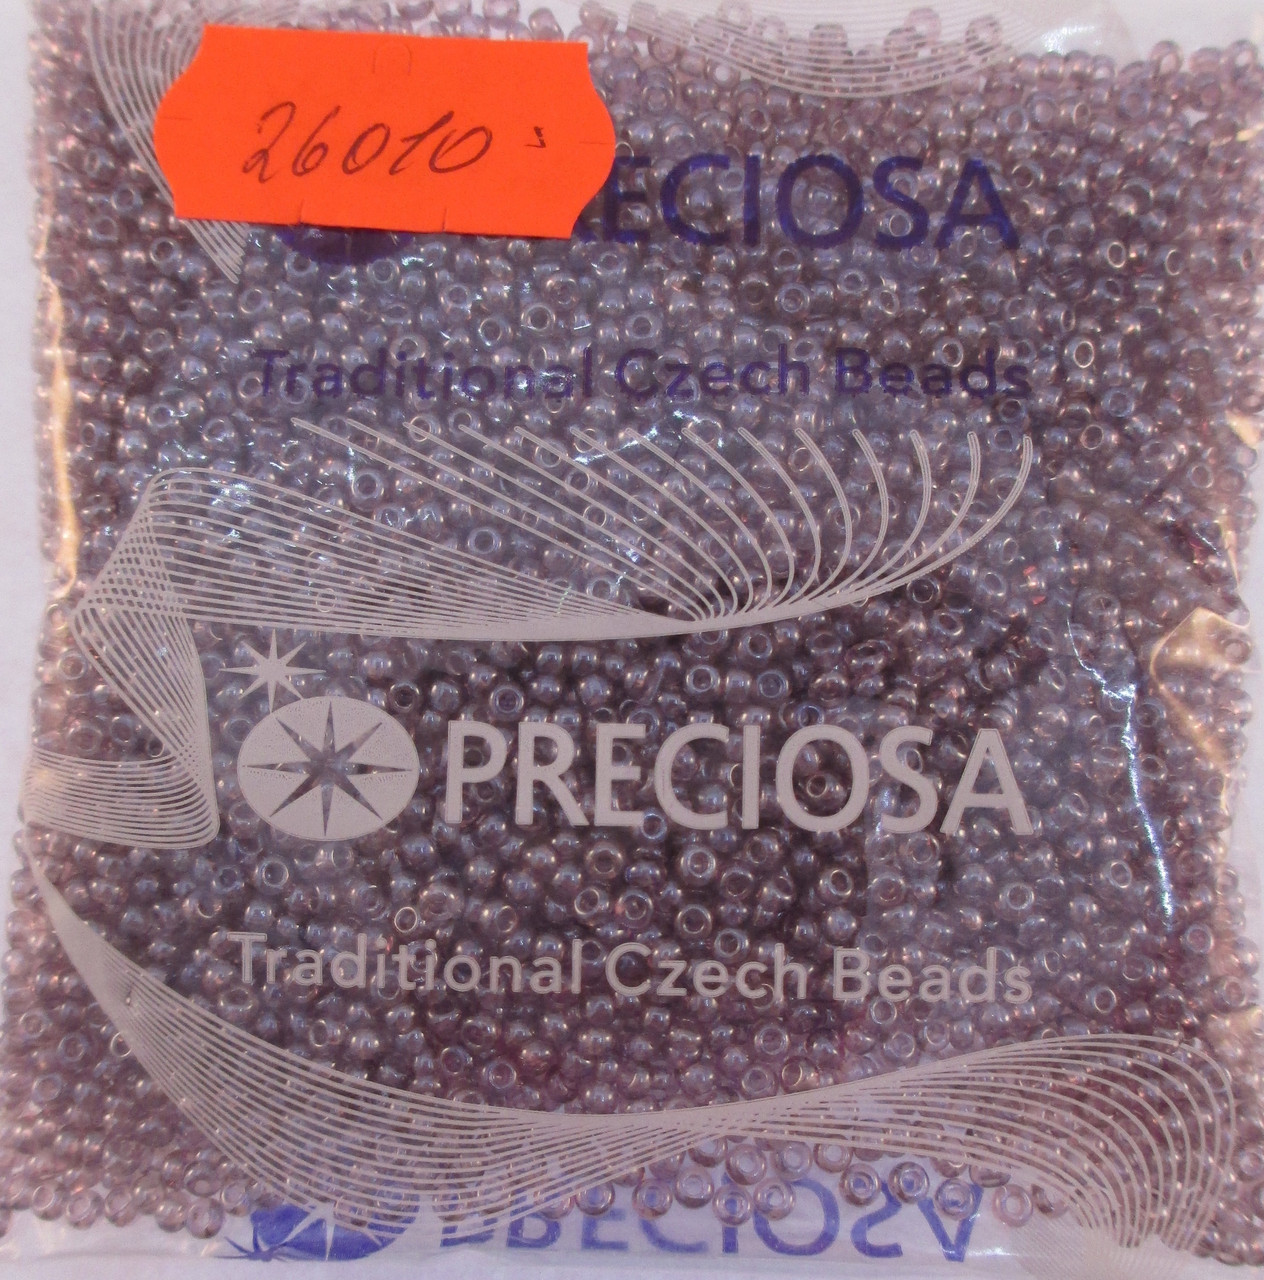 26010
PRECIOSA
Traditional Czech Beads
PRECIOSA
Traditional Czech Beads
PRECIOSA